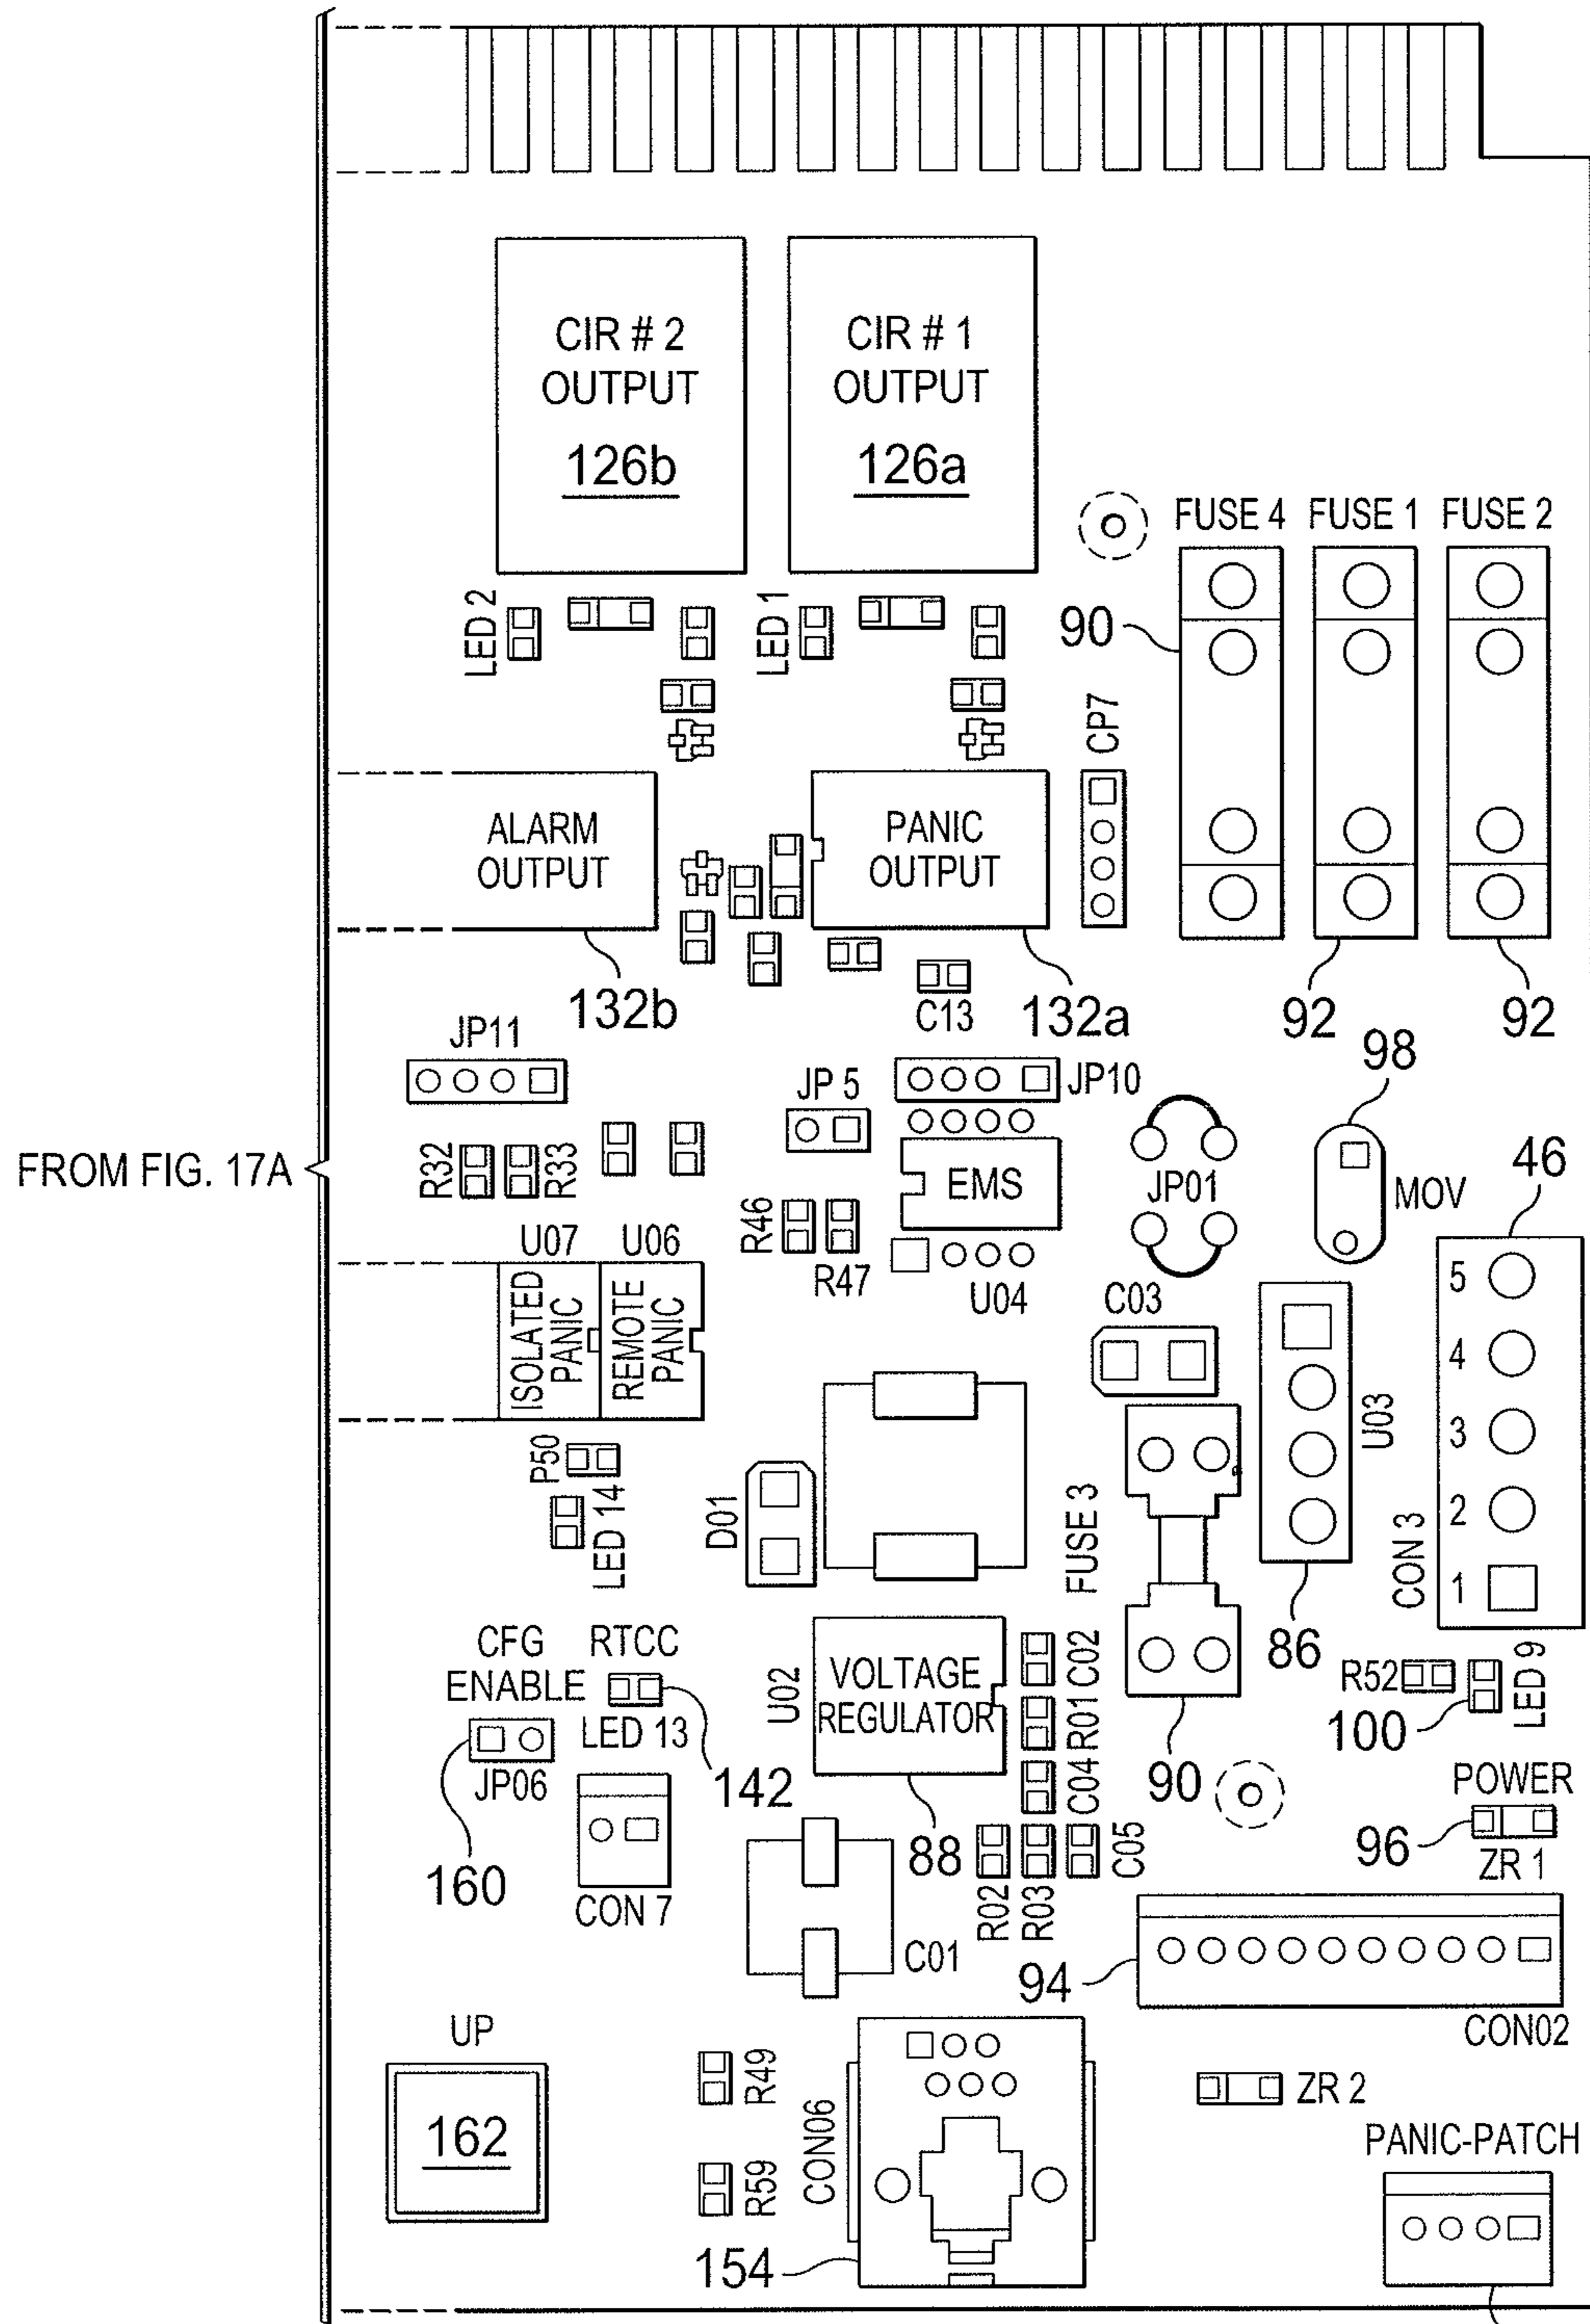 CIR # 2
OUTPUT
126b
CIR # 1
OUTPUT
126a
FUSE 4
FUSE 1
FUSE 2
LED 2
LED 1
90
CP7
ALARM
OUTPUT
PANIC
OUTPUT
132b
C13
132a
92
92
JP11
JP 5
JP10
98
FROM FIG. 17A
R32
R33
EMS
JP01
MOV
46
R46
R47
U04
U07
U06
ISOLATED
PANIC
REMOTE
PANIC
C03
5
4
3
2
1
U03
CON 3
P50
LED 14
D01
FUSE 3
86
CFG
ENABLE
RTCC
LED 13
JP06
142
160
CON 7
U02
VOLTAGE
REGULATOR
C02
R01
C04
88
R02
R03
C05
90
R52
LED 9
100
POWER
96
ZR 1
C01
94
CON02
UP
162
R49
R59
CON06
154
ZR 2
PANIC-PATCH